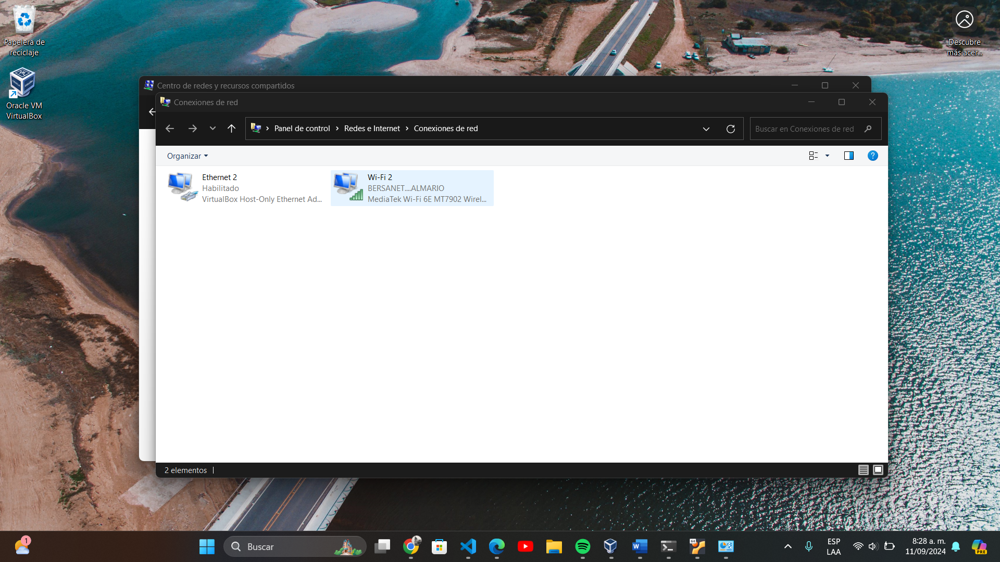 Papelera de
reciclaje
Oracle VM
VirtualBox
Descubre
más acer...
Centro de redes y recursos compartidos
Conexiones de red
Panel de control > Redes e Internet > Conexiones de red
Buscar en Conexiones de red
Organizar
Ethernet 2
Habilitado
VirtualBox Host-Only Ethernet Ad...
Wi-Fi 2
BERSANET....ALMARIO
MediaTek Wi-Fi 6E MT7902 Wirel...
2 elementos
1
Buscar
64
ESP
LAA
8:28 a. m.
11/09/2024
PRE